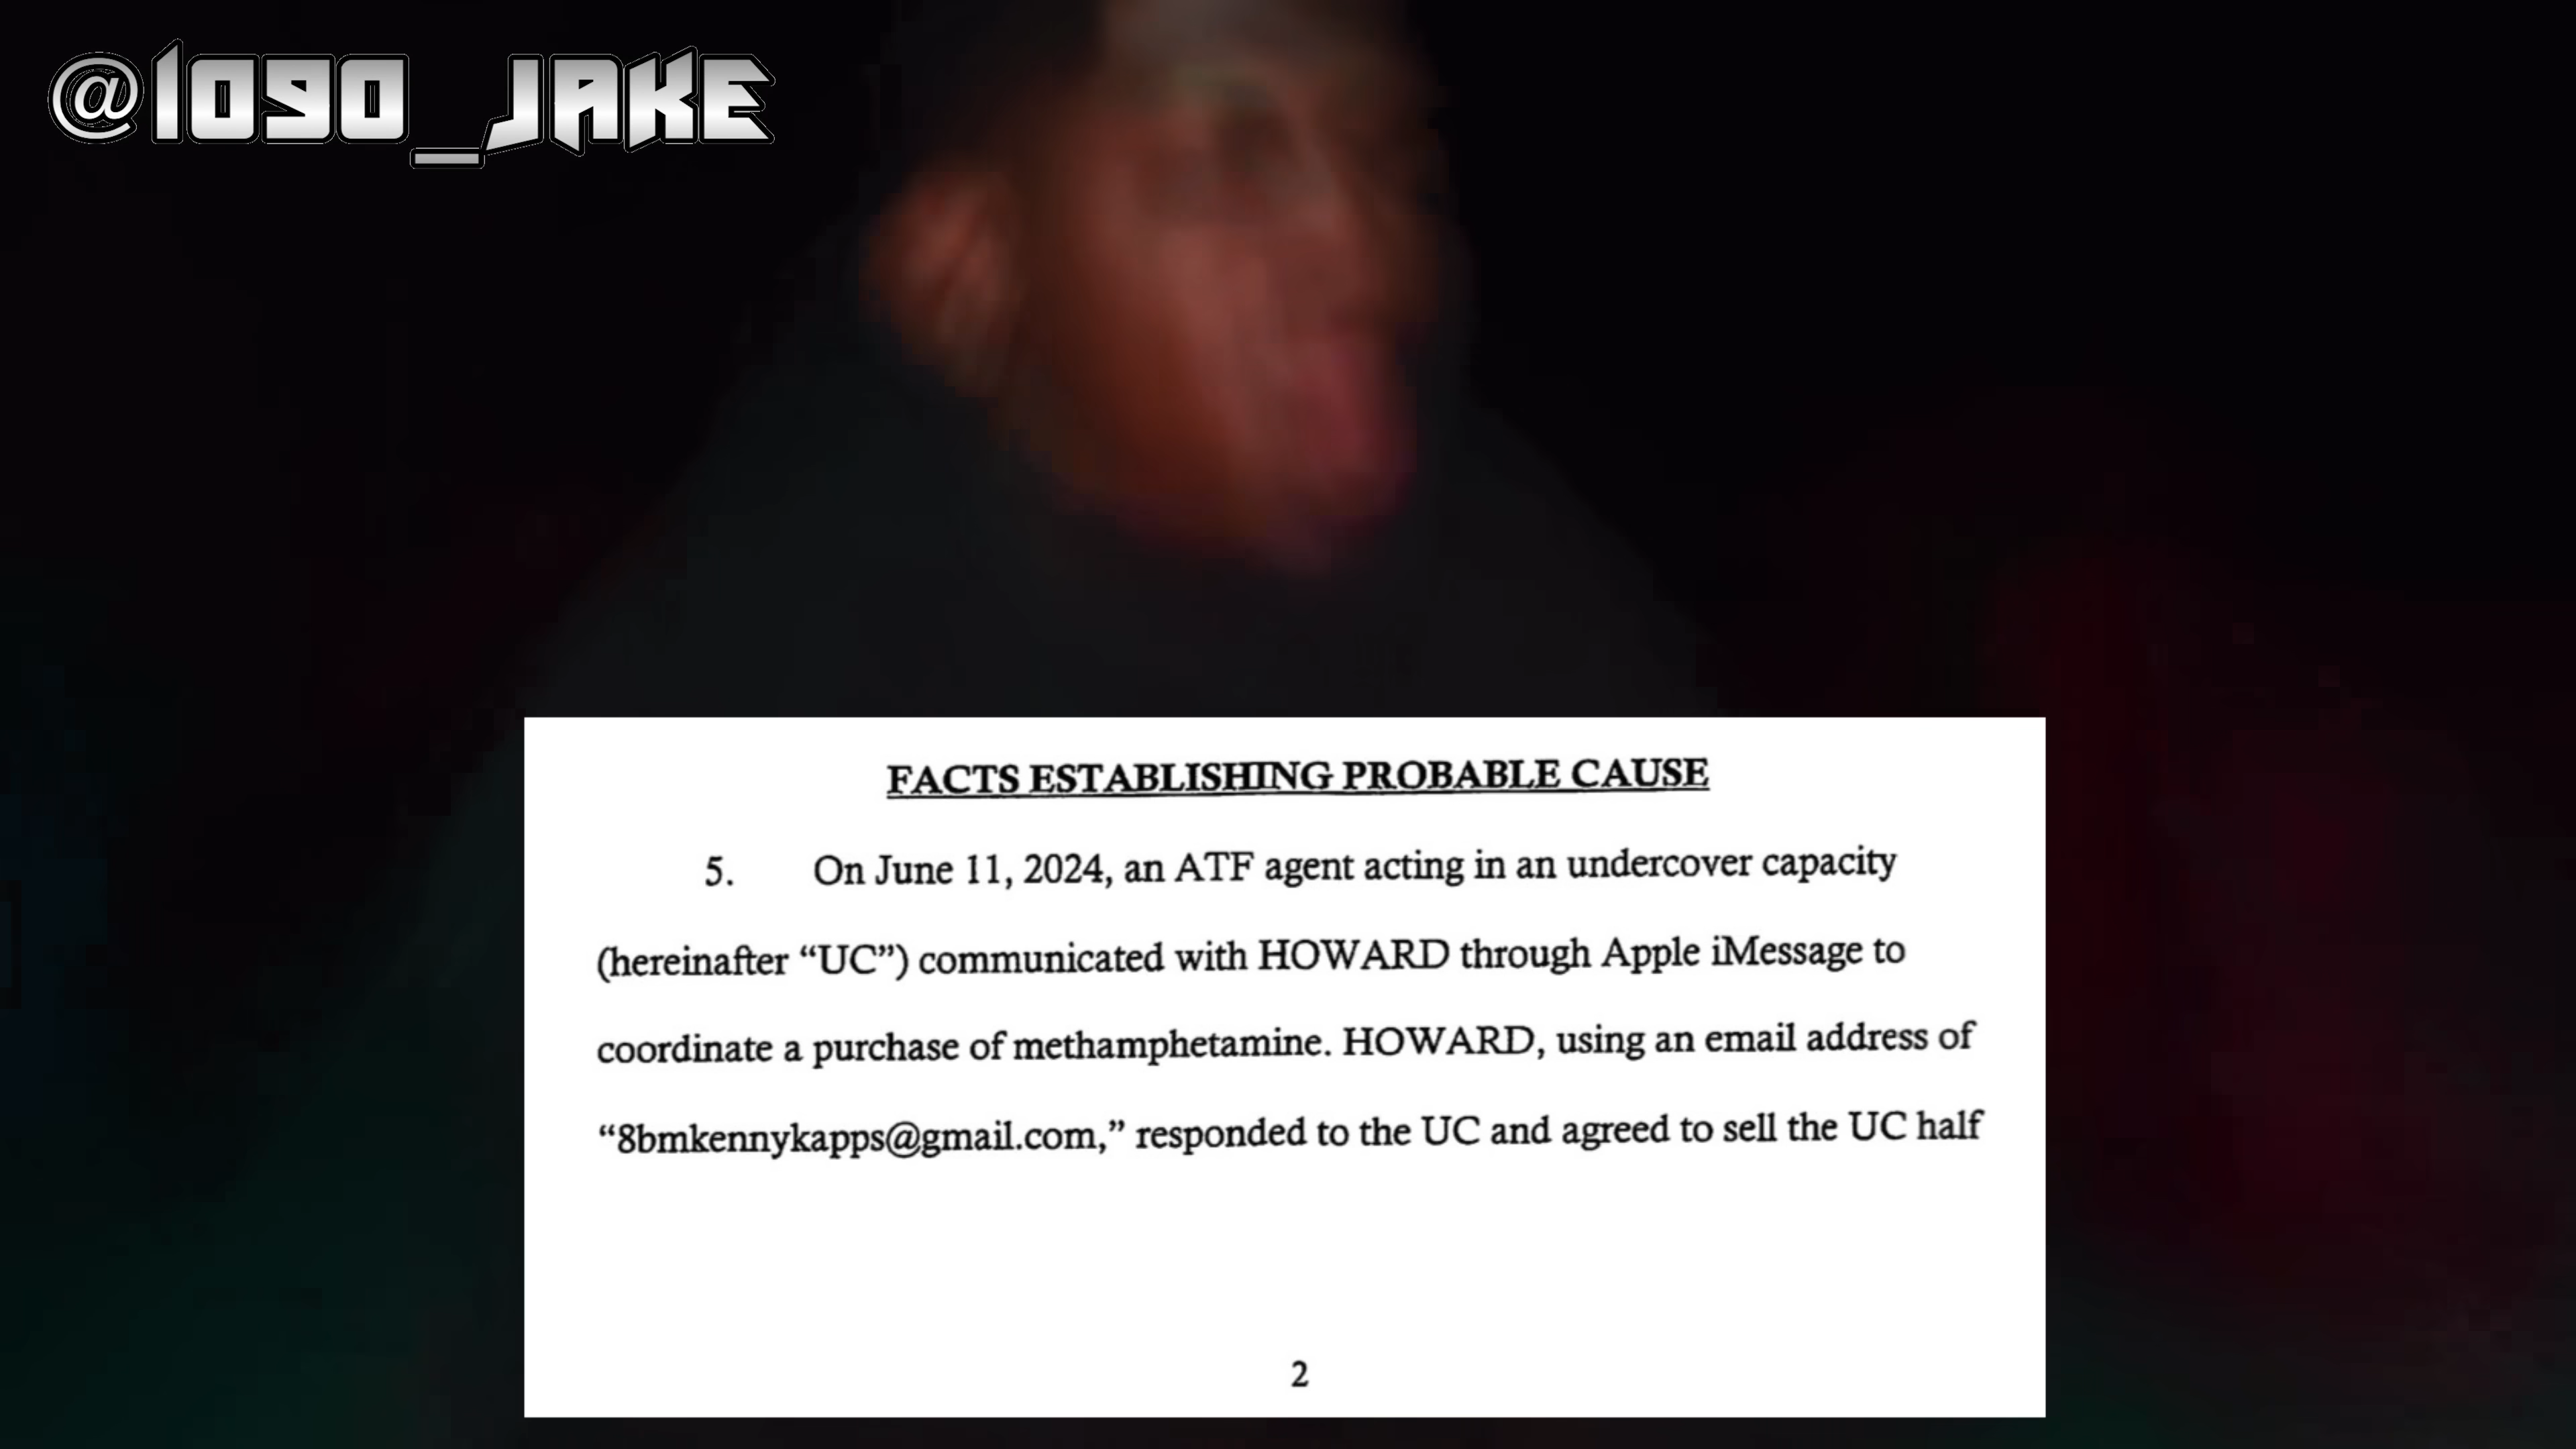 @1090_JAKE
FACTS ESTABLISHING PROBABLE CAUSE
5. On June 11, 2024, an ATF agent acting in an undercover capacity
(hereinafter “UC”) communicated with HOWARD through Apple iMessage to
coordinate a purchase of methamphetamine. HOWARD, using an email address of
“8bmkennykapps@gmail.com,” responded to the UC and agreed to sell the UC half
2